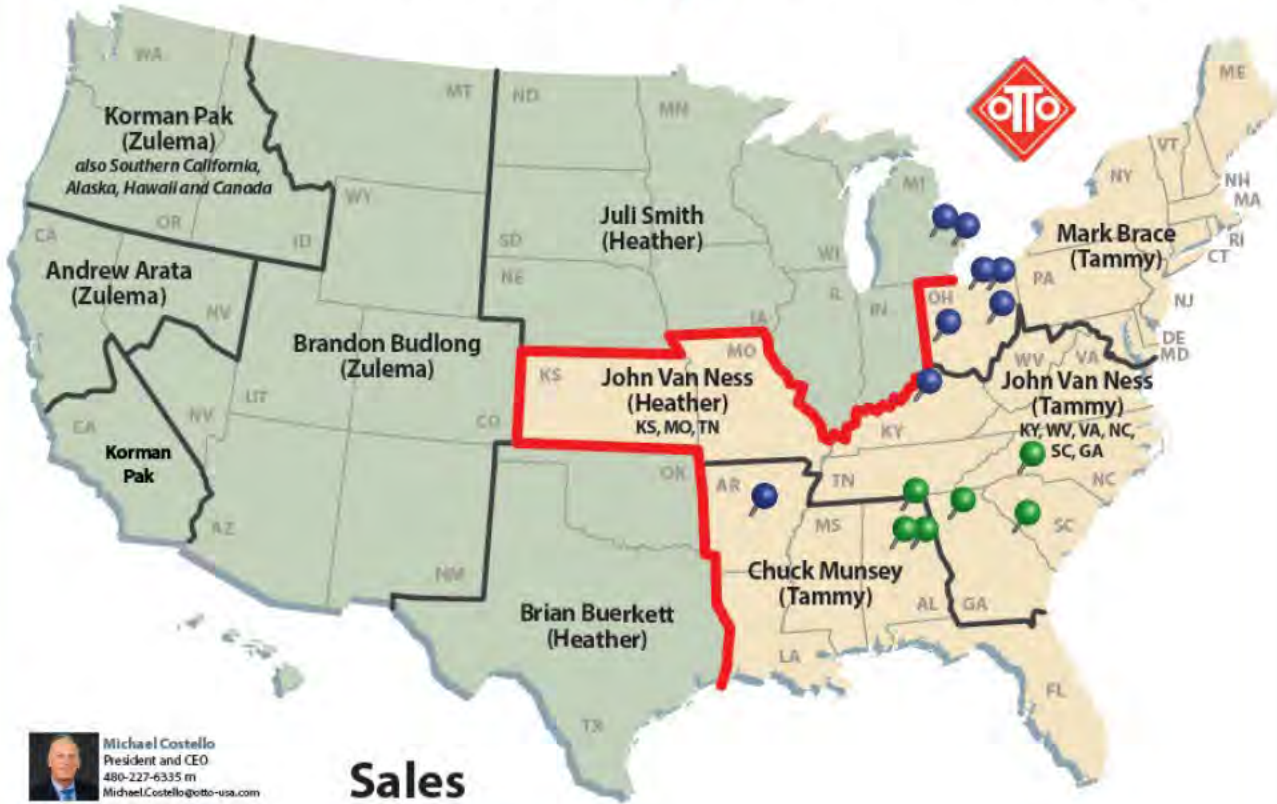 WA
Korman Pak
(Zulema)
also Southern California,
Alaska, Hawaii and Canada
OR
ID
MT
ND
MN
OTTO
ME
VT
NY
NH
MA
RI
CT
Mark Brace
(Tammy)
PA
NJ
DE
MD
CA
Andrew Arata
(Zulema)
NV
WY
SD
NE
Juli Smith
(Heather)
WI
MI
IA
IL
IN
OH
Brandon Budlong
(Zulema)
UT
CO
NV
CA
Korman
Pak
AZ
NM
KS
MO
John Van Ness
(Heather)
KS, MO, TN
KY
WV
VA
John Van Ness
(Tammy)
KY, WV, VA, NC,
SC, GA
NC
SC
TN
OK
AR
MS
Chuck Munsey
(Tammy)
AL
GA
LA
FL
Brian Buerkett
(Heather)
TX
Michael Costello
President and CEO
480-227-6335 m
Michael.Costello@otto-usa.com
Sales